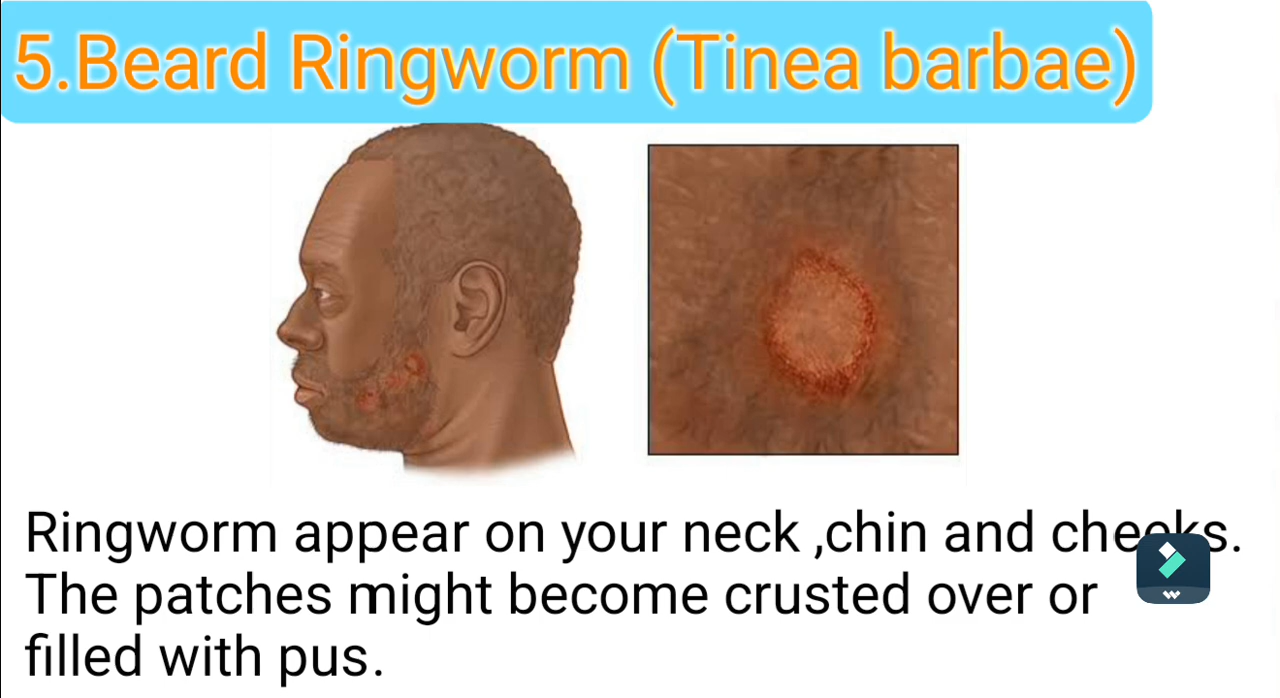 5.Beard Ringworm (Tinea barbae)
Ringworm appear on your neck ,chin and cheeks.
The patches might become crusted over or
filled with pus.